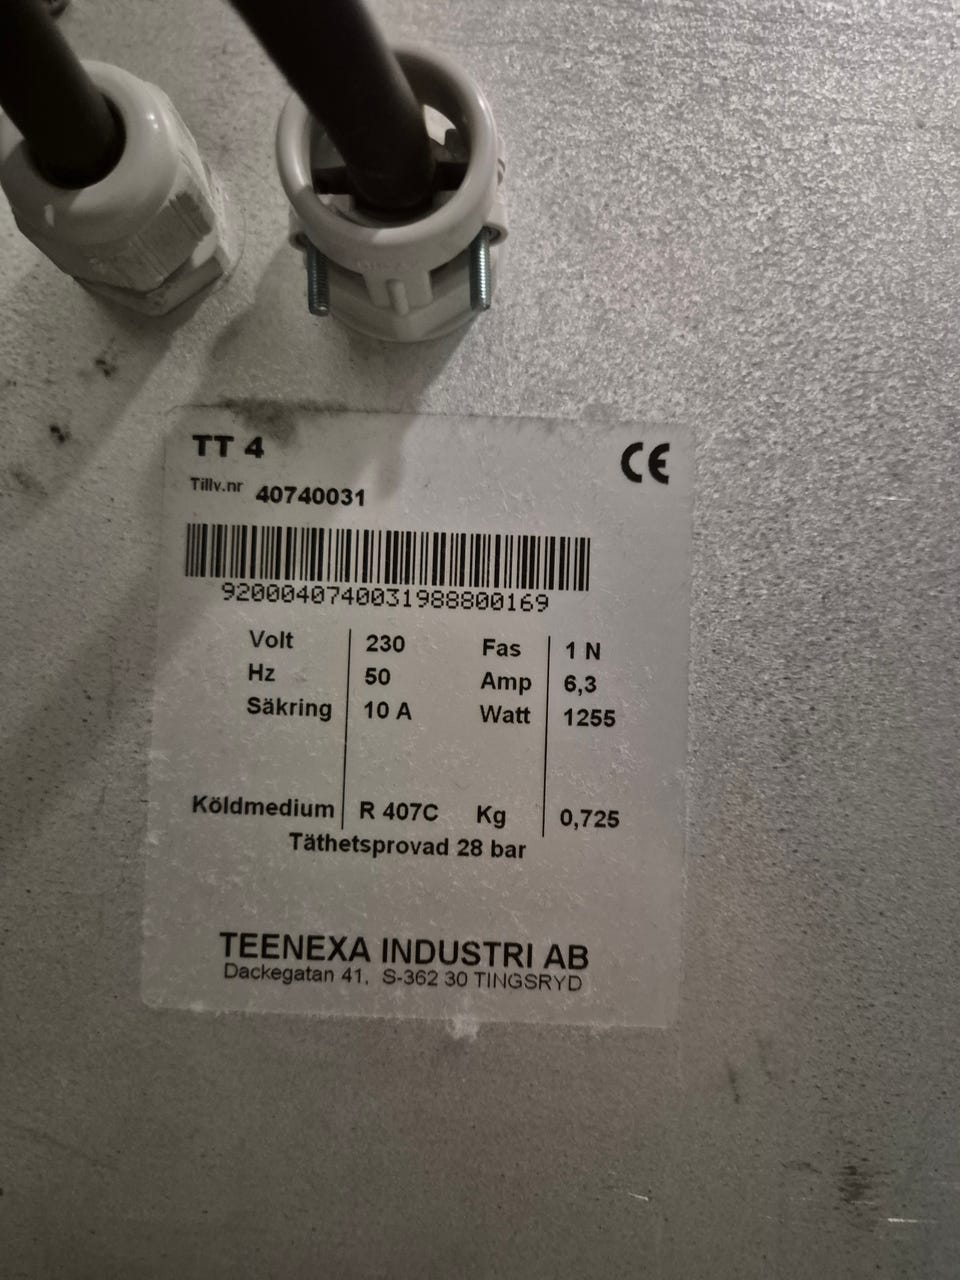 TT 4
CE
Tillv.nr 40740031
9200040740031988800169
Volt 230 Fas 1 N
Hz 50 Amp 6,3
Säkring 10 A Watt 1255
Köldmedium R 407C Kg 0,725
Täthetsprovad 28 bar
TEENEXA INDUSTRI AB
Dackegatan 41, S-362 30 TINGSRYD